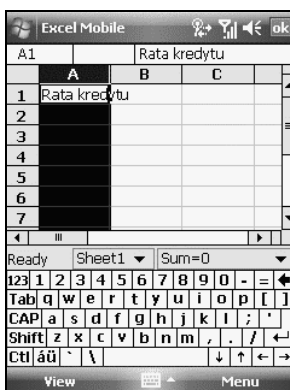 Excel Mobile ok
A1 Rata kredytu
A B C
1 Rata kredytu
2
3
4
5
6
7
Ready Sheet1 Sum=0
123 1 2 3 4 5 6 7 8 9 0 - =
Tab q w e r t y u i o p [ ]
CAP a s d f g h j k l ; '
Shift z x c v b n m , . /
Ctl áü ` \
View Menu